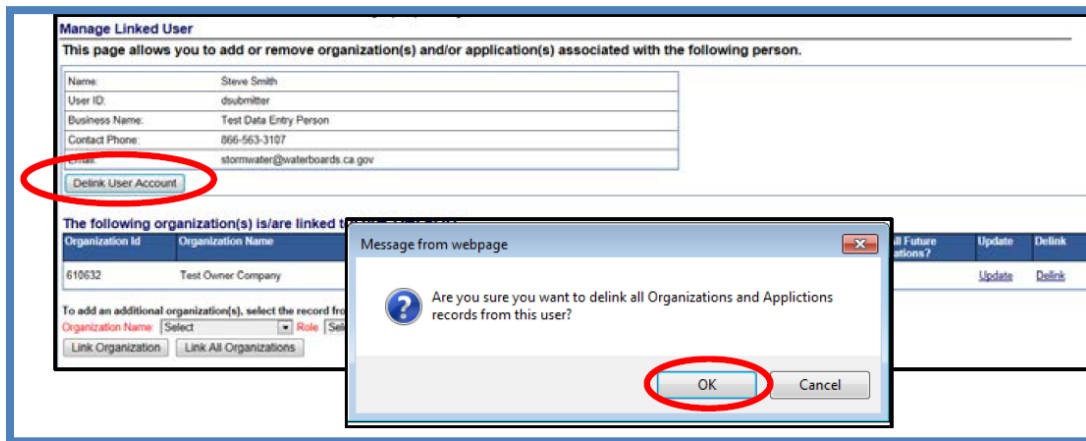 Manage Linked User
This page allows you to add or remove organization(s) and/or application(s) associated with the following person.
Name: Steve Smith
User ID: dsubmitter
Business Name: Test Data Entry Person
Contact Phone: 866-563-3107
Email: stormwater@waterboards.ca.gov
Delink User Account
The following organization(s) is/are linked
Organization Id Organization Name Future Update Delink
610632 Test Owner Company Update Delink
To add an additional organization(s), select the record
Organization Name: Select Role
Link Organization Link All Organizations
Message from webpage
Are you sure you want to delink all Organizations and Applictions
records from this user?
OK Cancel